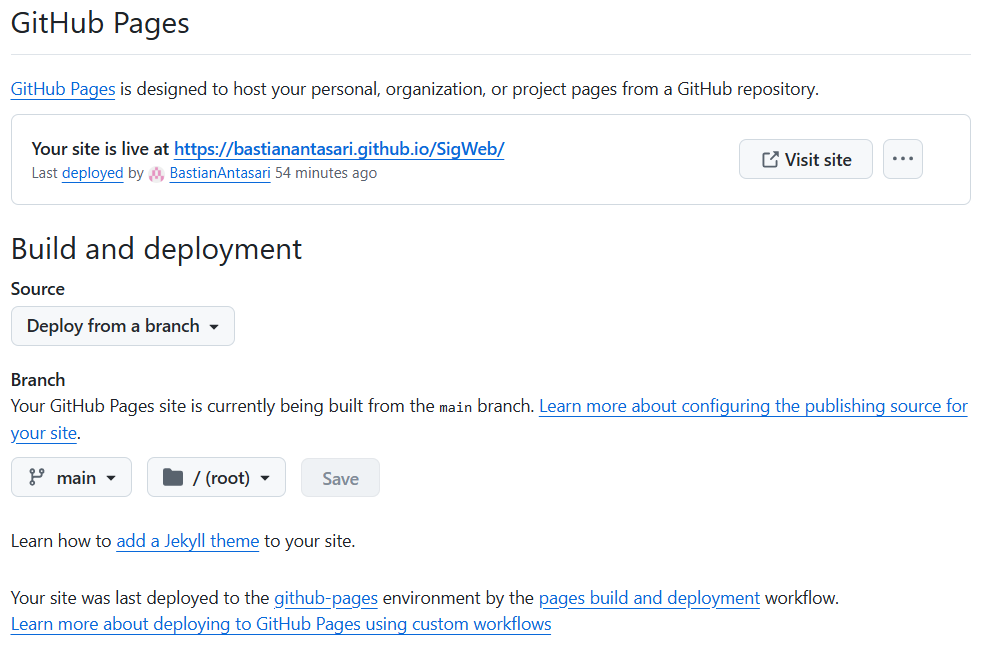 GitHub Pages
GitHub Pages is designed to host your personal, organization, or project pages from a GitHub repository.
Your site is live at https://bastianantasari.github.io/SigWeb/
Last deployed by BastianAntasari 54 minutes ago
Visit site
Build and deployment
Source
Deploy from a branch
Branch
Your GitHub Pages site is currently being built from the main branch. Learn more about configuring the publishing source for
your site.
main
/ (root)
Save
Learn how to add a Jekyll theme to your site.
Your site was last deployed to the github-pages environment by the pages build and deployment workflow.
Learn more about deploying to GitHub Pages using custom workflows